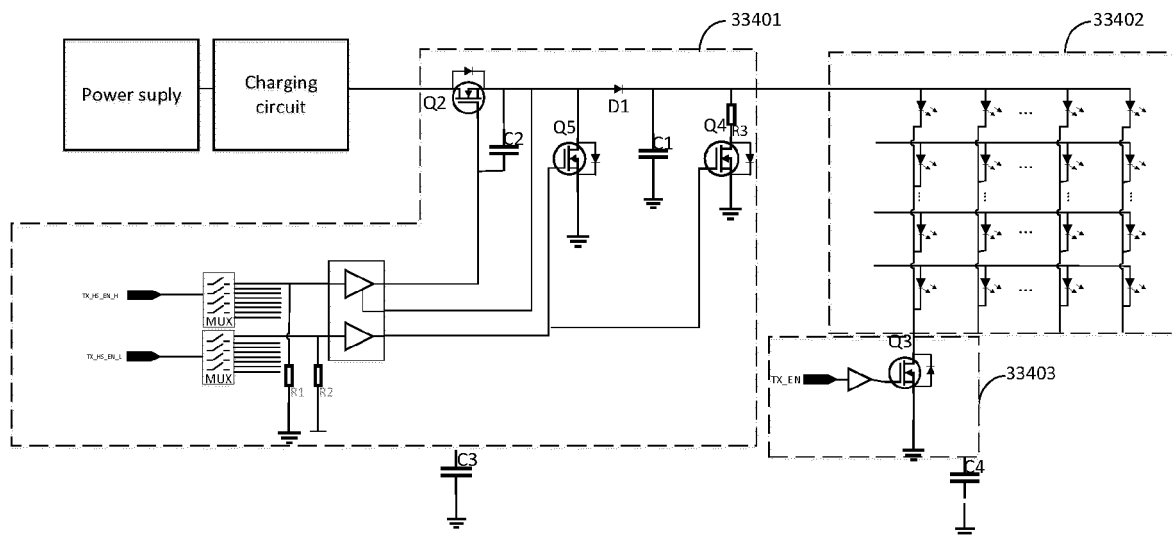 33401
33402
Power suply
Charging
circuit
Q2
C2
Q5
D1
C1
Q4
R3
...
...
...
...
TX_HS_EN_H
MUX
TX_HS_EN_L
MUX
R1
R2
Q3
TX_EN
33403
C3
C4